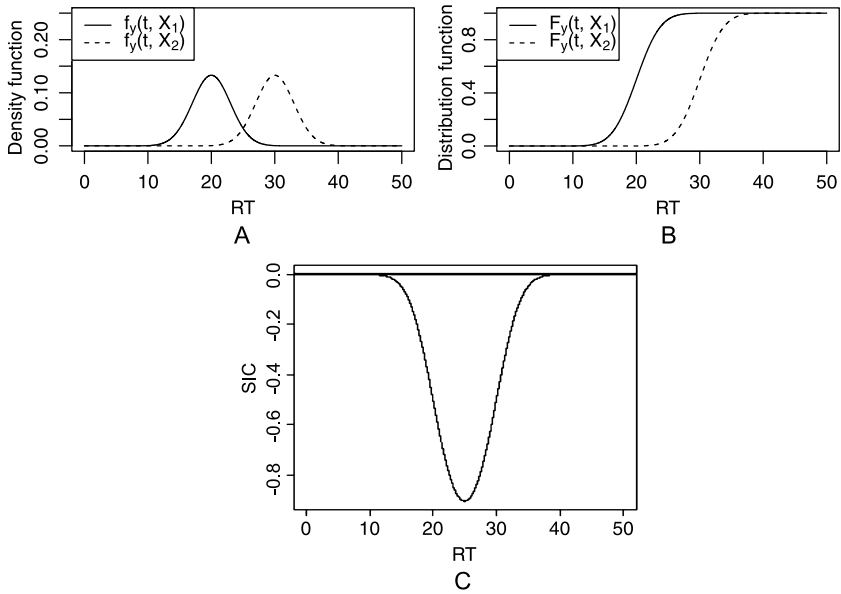 f_y(t, X_1)
f_y(t, X_2)
Density function
0.00 0.10 0.20
0 10 20 30 40 50
RT
A
F_y(t, X_1)
F_y(t, X_2)
Distribution function
0.0 0.4 0.8
0 10 20 30 40 50
RT
B
SIC
0.0
-0.2
-0.4
-0.6
-0.8
0 10 20 30 40 50
RT
C